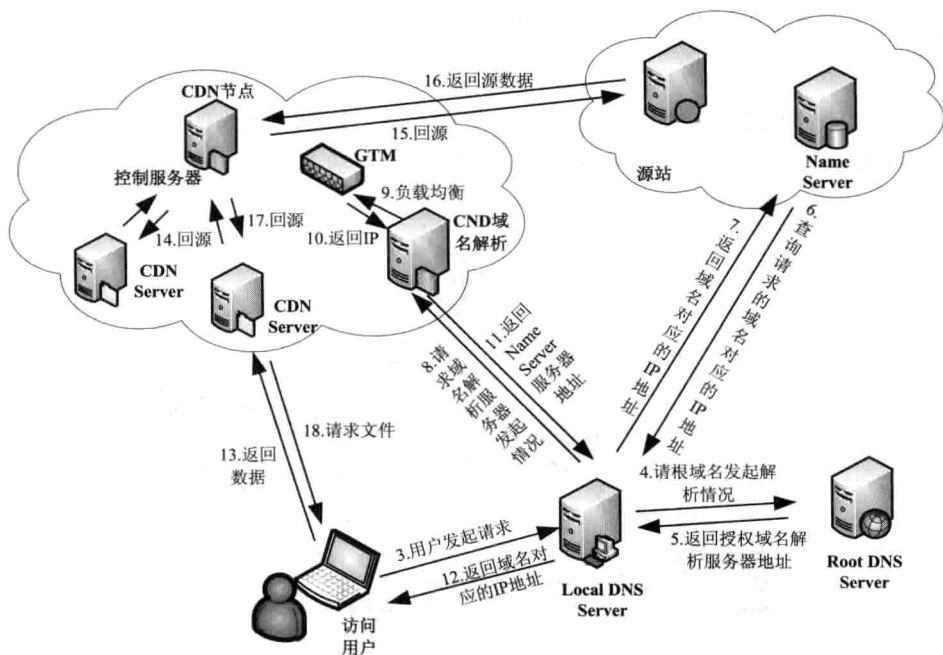 16.返回源数据
CDN节点
15.回源
GTM
控制服务器
9.负载均衡
源站
Name
Server
17.回源
CND域
名解析
14.回源
10.返回IP
CDN
Server
CDN
Server
7.返回域名对应的IP地址
6.查询请求的域名对应的IP地址
11.返回
Name
Server
服务器
地址
8.请
求域
名解
析服
务器
发起
情况
18.请求文件
13.返回
数据
4.请根域名发起解
析情况
3.用户发起请求
5.返回授权域名解
析服务器地址
12.返回域名对
应的IP地址
Local DNS
Server
Root DNS
Server
访问
用户